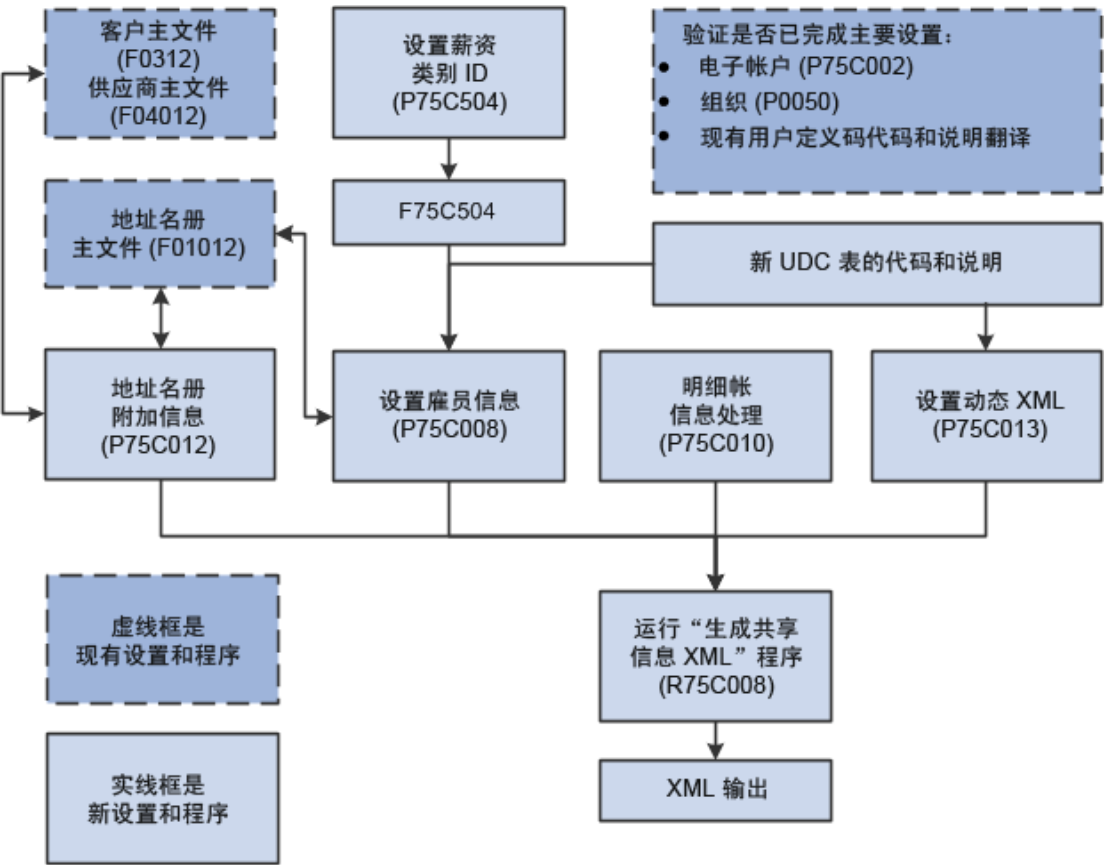 客户主文件
(F0312)
供应商主文件
(F04012)
设置薪资
类别 ID
(P75C504)
验证是否已完成主要设置：
• 电子帐户 (P75C002)
• 组织 (P0050)
• 现有用户定义码代码和说明翻译
地址名册
主文件 (F01012)
F75C504
新 UDC 表的代码和说明
地址名册
附加信息
(P75C012)
设置雇员信息
(P75C008)
明细帐
信息处理
(P75C010)
设置动态 XML
(P75C013)
虚线框是
现有设置和程序
运行“生成共享
信息 XML”程序
(R75C008)
实线框是
新设置和程序
XML 输出